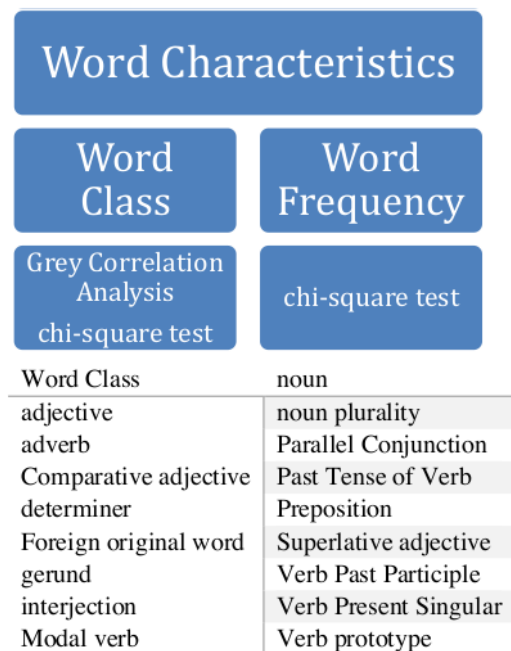 Word Characteristics
Word
Class
Word
Frequency
Grey Correlation
Analysis
chi-square test
chi-square test
Word Class noun
adjective noun plurality
adverb Parallel Conjunction
Comparative adjective Past Tense of Verb
determiner Preposition
Foreign original word Superlative adjective
gerund Verb Past Participle
interjection Verb Present Singular
Modal verb Verb prototype